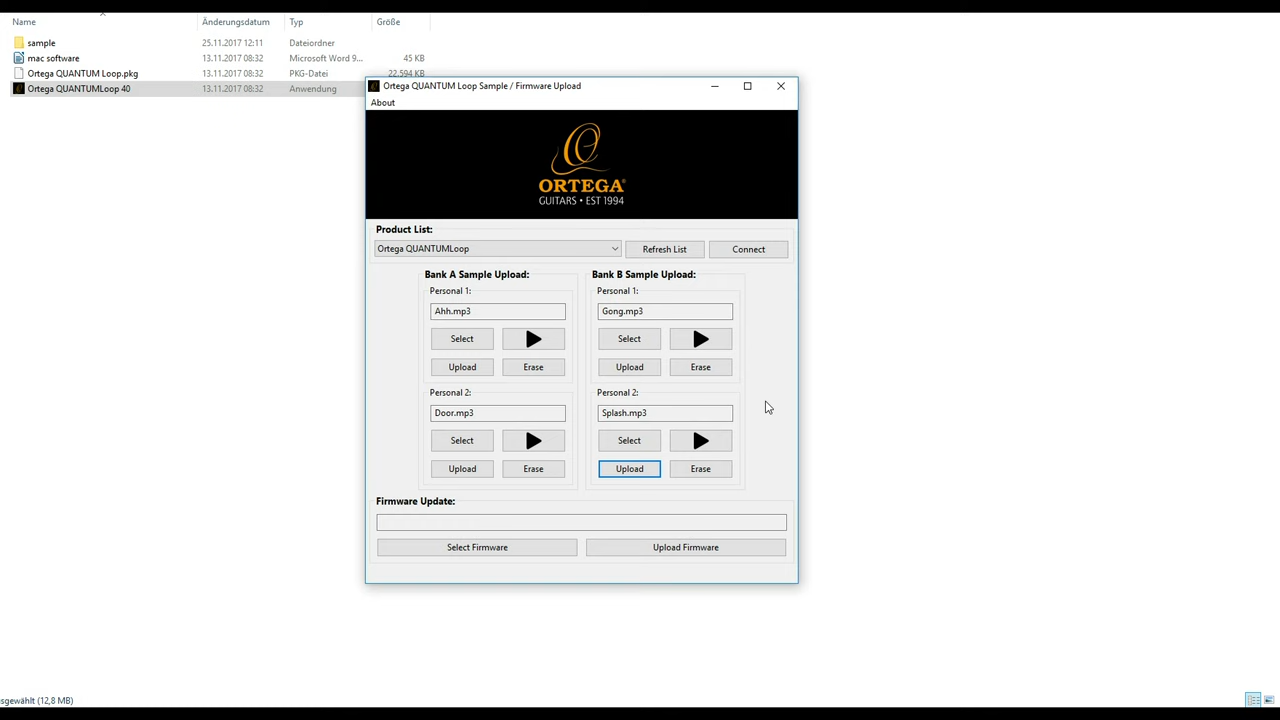 Name Änderungsdatum Typ Größe
sample 25.11.2017 12:11 Dateiordner
mac software 13.11.2017 08:32 Microsoft Word 9... 45 KB
Ortega QUANTUM Loop.pkg 13.11.2017 08:32 PKG-Datei 22.594 KB
Ortega QUANTUMLoop 40 13.11.2017 08:32 Anwendung
Ortega QUANTUM Loop Sample / Firmware Upload
About
ORTEGA®
GUITARS • EST 1994
Product List:
Ortega QUANTUMLoop Refresh List Connect
Bank A Sample Upload: Bank B Sample Upload:
Personal 1: Personal 1:
Ahh.mp3 Gong.mp3
Select Select
Upload Erase Upload Erase
Personal 2: Personal 2:
Door.mp3 Splash.mp3
Select Select
Upload Erase Upload Erase
Firmware Update:
Select Firmware Upload Firmware
sgewählt (12,8 MB)